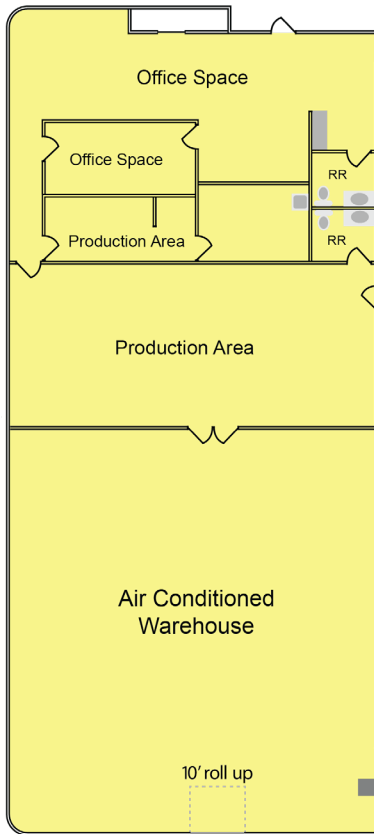 Office Space
Office Space
RR
Production Area
RR
Production Area
Air Conditioned
Warehouse
10' roll up